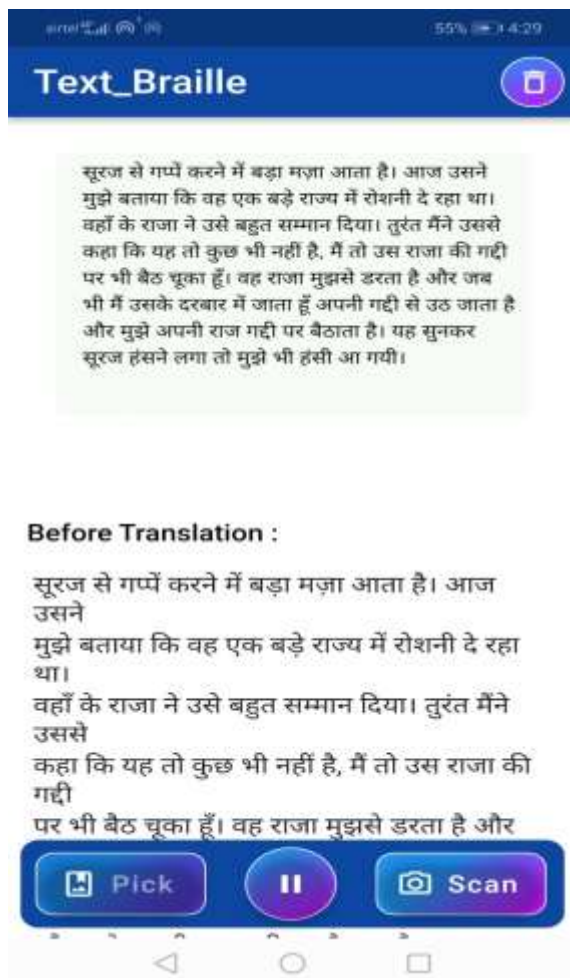 airtel 55% 4:29
Text_Braille
सूरज से गप्पें करने में बड़ा मज़ा आता है। आज उसने
मुझे बताया कि वह एक बड़े राज्य में रोशनी दे रहा था।
वहाँ के राजा ने उसे बहुत सम्मान दिया। तुरंत मैंने उससे
कहा कि यह तो कुछ भी नहीं है, मैं तो उस राजा की गद्दी
पर भी बैठ चूका हूँ। वह राजा मुझसे डरता है और जब
भी मैं उसके दरबार में जाता हूँ अपनी गद्दी से उठ जाता है
और मुझे अपनी राज गद्दी पर बैठाता है। यह सुनकर
सूरज हंसने लगा तो मुझे भी हंसी आ गयी।
Before Translation :
सूरज से गप्पें करने में बड़ा मज़ा आता है। आज
उसने
मुझे बताया कि वह एक बड़े राज्य में रोशनी दे रहा
था।
वहाँ के राजा ने उसे बहुत सम्मान दिया। तुरंत मैंने
उससे
कहा कि यह तो कुछ भी नहीं है, मैं तो उस राजा की
गद्दी
पर भी बैठ चूका हूँ। वह राजा मुझसे डरता है और
Pick Scan